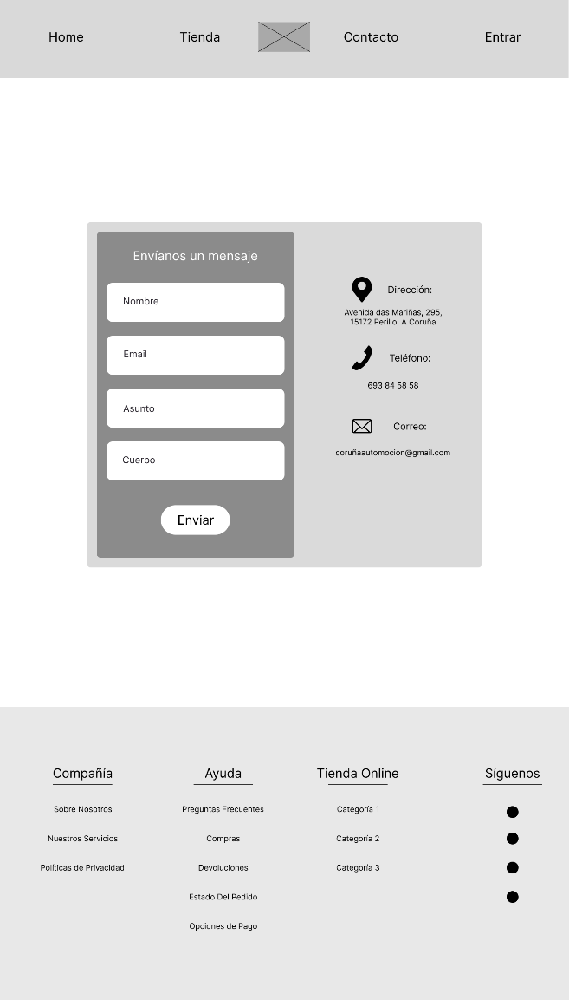 Home
Tienda
Contacto
Entrar
Envíanos un mensaje
Nombre
Email
Asunto
Cuerpo
Enviar
Dirección:
Avenida das Mariñas, 295,
15172 Perillo, A Coruña
Teléfono:
693 84 58 58
Correo:
coruñaautomocion@gmail.com
Compañía
Sobre Nosotros
Nuestros Servicios
Políticas de Privacidad
Ayuda
Preguntas Frecuentes
Compras
Devoluciones
Estado Del Pedido
Opciones de Pago
Tienda Online
Categoría 1
Categoría 2
Categoría 3
Síguenos